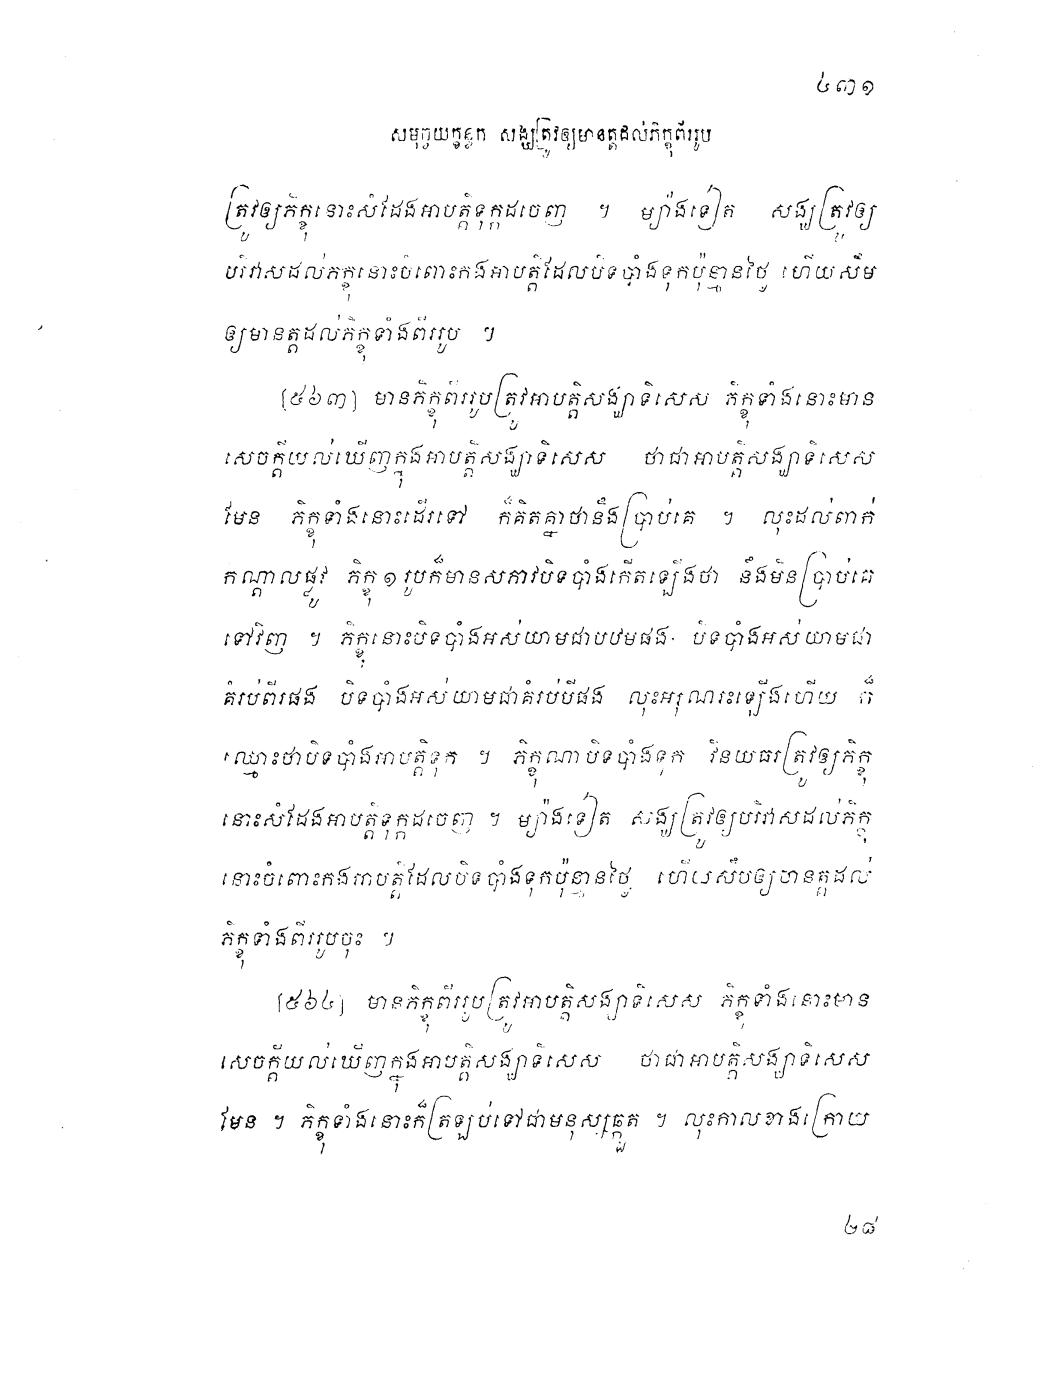 ៤៣១
សមុច្ចយក្ខន្ធក សង្ឃត្រូវឲ្យមានត្តដល់ភិក្ខុពីររូប
ត្រូវឲ្យភិក្ខុនោះសំដែងអាបត្តិទុក្កដចេញ ។ ម្យ៉ាងទៀត សង្ឃត្រូវឲ្យ
បរិវាសដល់ភិក្ខុនោះចំពោះកងអាបត្តិដែលបិទបាំងទុកប៉ុន្មានថ្ងៃ ហើយសឹម
ឲ្យមានត្តដល់ភិក្ខុទាំងពីររូប ។
[៥៦៣] មានភិក្ខុពីររូបត្រូវអាបត្តិសង្ឃាទិសេស ភិក្ខុទាំងនោះមាន
សេចក្តីយល់ឃើញក្នុងអាបត្តិសង្ឃាទិសេស ថាជាអាបត្តិសង្ឃាទិសេស
មែន ភិក្ខុទាំងនោះដើរទៅ ក៏គិតគ្នាថានឹងប្រាប់គេ ។ លុះដល់ពាក់
កណ្តាលផ្លូវ ភិក្ខុ ១ រូបក៏មានសភាវបិទបាំងកើតឡើងថា នឹងមិនប្រាប់គេ
ទៅវិញ ។ ភិក្ខុនោះបិទបាំងអស់យាមជាបឋមផង បិទបាំងអស់យាមជា
គំរប់ពីរផង បិទបាំងអស់យាមជាគំរប់បីផង លុះអរុណរះឡើងហើយ ក៏
ឈ្មោះថាបិទបាំងអាបត្តិទុក ។ ភិក្ខុណាបិទបាំងទុក វិនយធរត្រូវឲ្យភិក្ខុ
នោះសំដែងអាបត្តិទុក្កដចេញ ។ ម្យ៉ាងទៀត សង្ឃត្រូវឲ្យបរិវាសដល់ភិក្ខុ
នោះចំពោះកងអាបត្តិដែលបិទបាំងទុកប៉ុន្មានថ្ងៃ ហើយសឹមឲ្យមានត្តដល់
ភិក្ខុទាំងពីររូបចុះ ។
[៥៦៤] មានភិក្ខុពីររូបត្រូវអាបត្តិសង្ឃាទិសេស ភិក្ខុទាំងនោះមាន
សេចក្តីយល់ឃើញក្នុងអាបត្តិសង្ឃាទិសេស ថាជាអាបត្តិសង្ឃាទិសេស
មែន ។ ភិក្ខុទាំងនោះក៏ត្រឡប់ទៅជាមនុស្សឆ្កួត ។ លុះកាលខាងក្រោយ
២៨